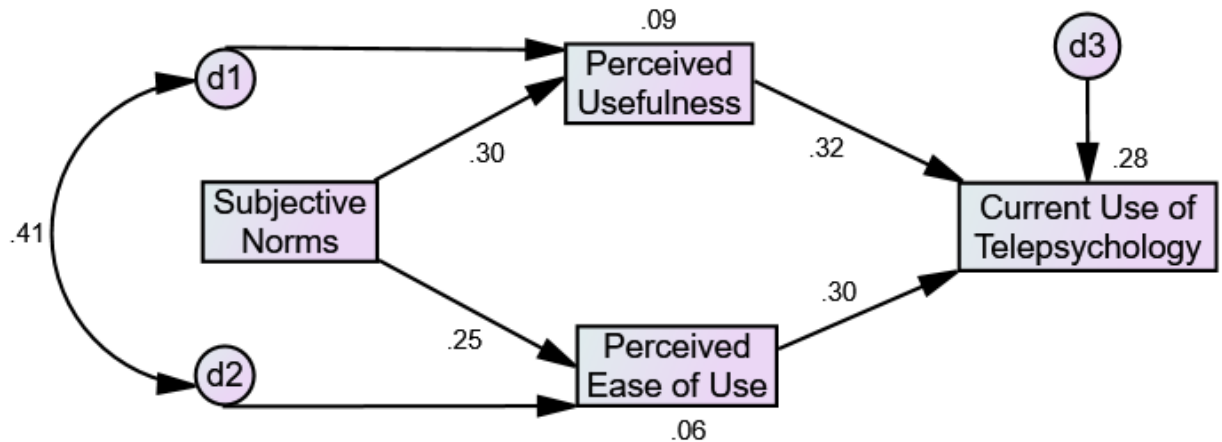 .09
d3
d1
Perceived
Usefulness
.30
.32
.28
Subjective
Norms
Current Use of
Telepsychology
.41
.30
.25
d2
Perceived
Ease of Use
.06